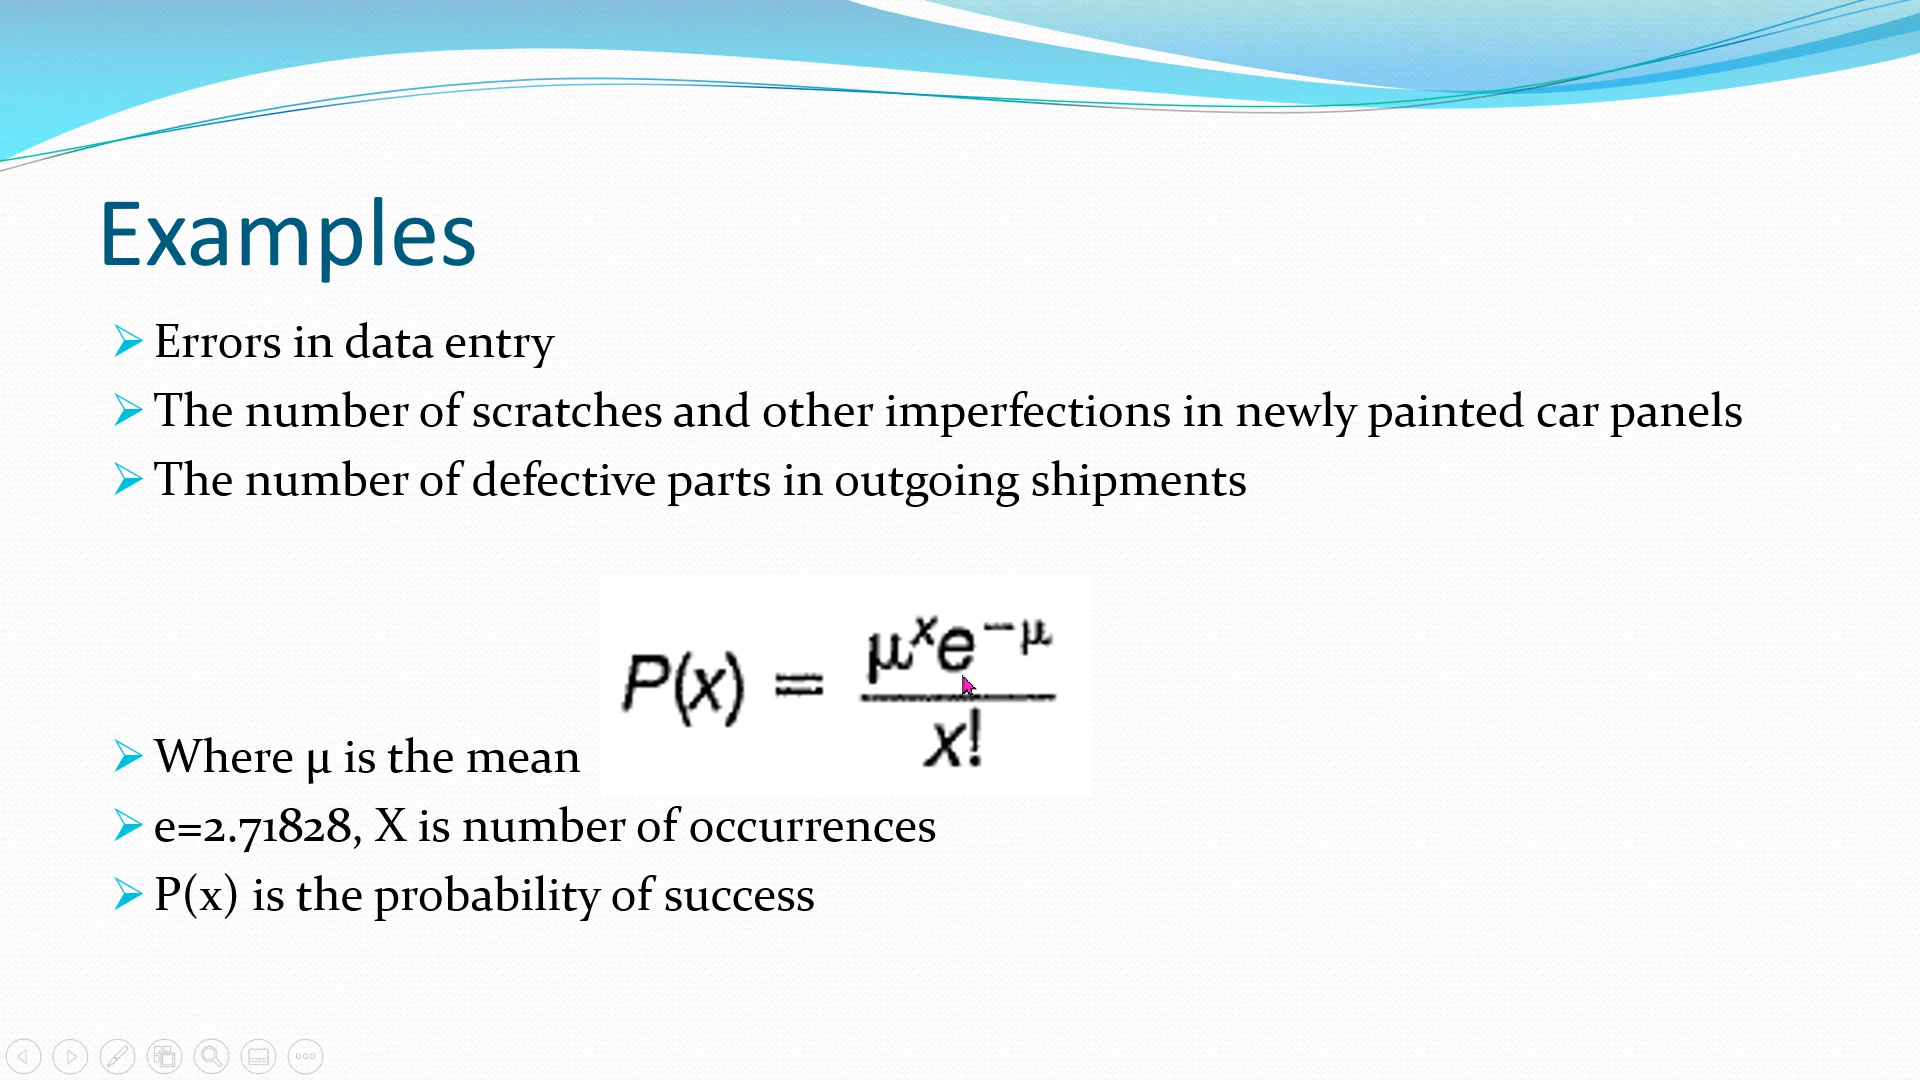 Examples
Errors in data entry
The number of scratches and other imperfections in newly painted car panels
The number of defective parts in outgoing shipments
P(x) = μˣe⁻ᵘ / x!
Where μ is the mean
e=2.71828, X is number of occurrences
P(x) is the probability of success